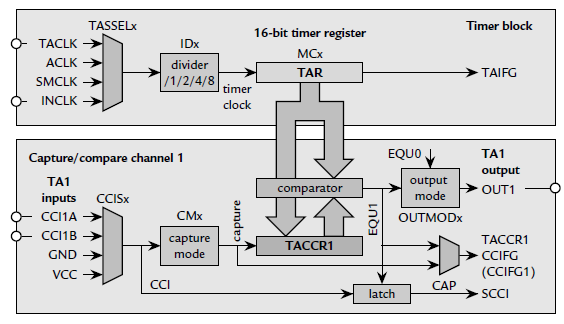 TASSELx
16-bit timer register
Timer block
TACLK
ACLK
SMCLK
INCLK
IDx
divider
/1/2/4/8
timer
clock
MCx
TAR
TAIFG
Capture/compare channel 1
EQU0
TA1
output
TA1
inputs
CCISx
comparator
output
mode
OUT1
OUTMODx
CCI1A
CCI1B
GND
VCC
CMx
capture
mode
capture
TACCR1
EQU1
TACCR1
CCIFG
(CCIFG1)
CCI
latch
CAP
SCCI